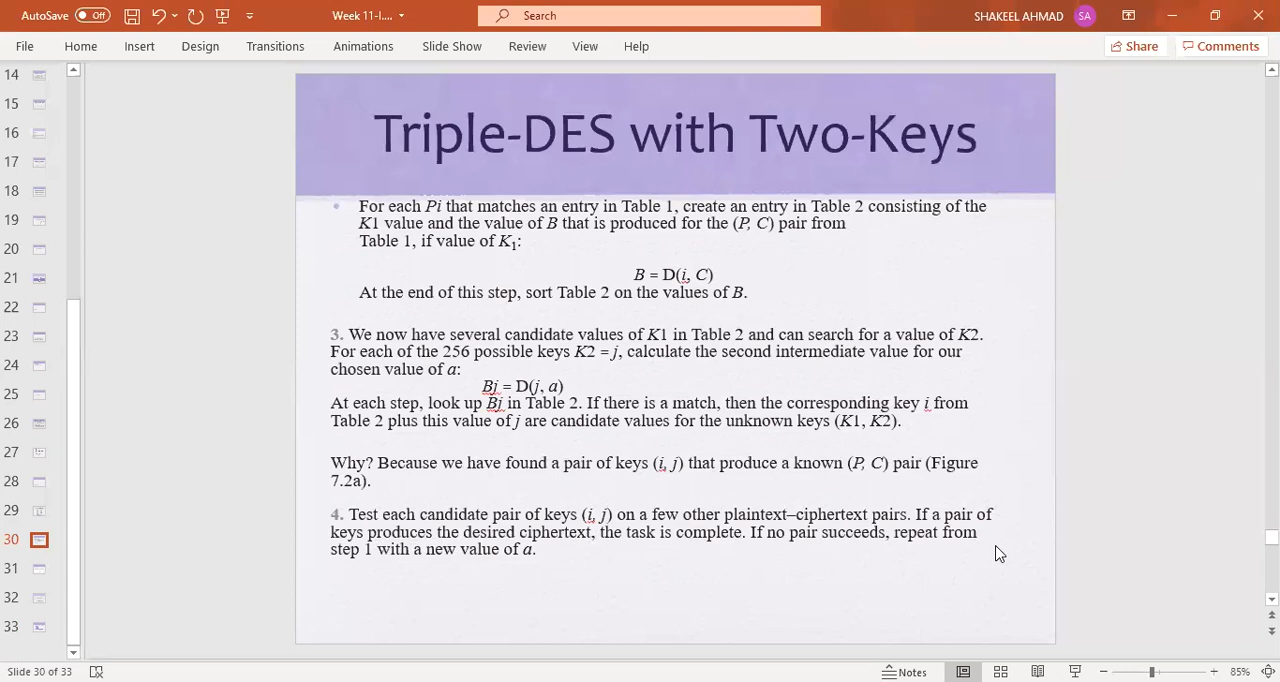 AutoSave Off Week 11-I.... Search SHAKEEL AHMAD SA
File Home Insert Design Transitions Animations Slide Show Review View Help Share Comments
14
15
16
17
18
19
20
21
22
23
24
25
26
27
28
29
30
31
32
33
Triple-DES with Two-Keys
For each Pi that matches an entry in Table 1, create an entry in Table 2 consisting of the
K1 value and the value of B that is produced for the (P, C) pair from
Table 1, if value of K1:
B = D(i, C)
At the end of this step, sort Table 2 on the values of B.
3. We now have several candidate values of K1 in Table 2 and can search for a value of K2.
For each of the 256 possible keys K2 = j, calculate the second intermediate value for our
chosen value of a:
Bj = D(j, a)
At each step, look up Bj in Table 2. If there is a match, then the corresponding key i from
Table 2 plus this value of j are candidate values for the unknown keys (K1, K2).
Why? Because we have found a pair of keys (i, j) that produce a known (P, C) pair (Figure
7.2a).
4. Test each candidate pair of keys (i, j) on a few other plaintext–ciphertext pairs. If a pair of
keys produces the desired ciphertext, the task is complete. If no pair succeeds, repeat from
step 1 with a new value of a.
Slide 30 of 33 Notes 85%